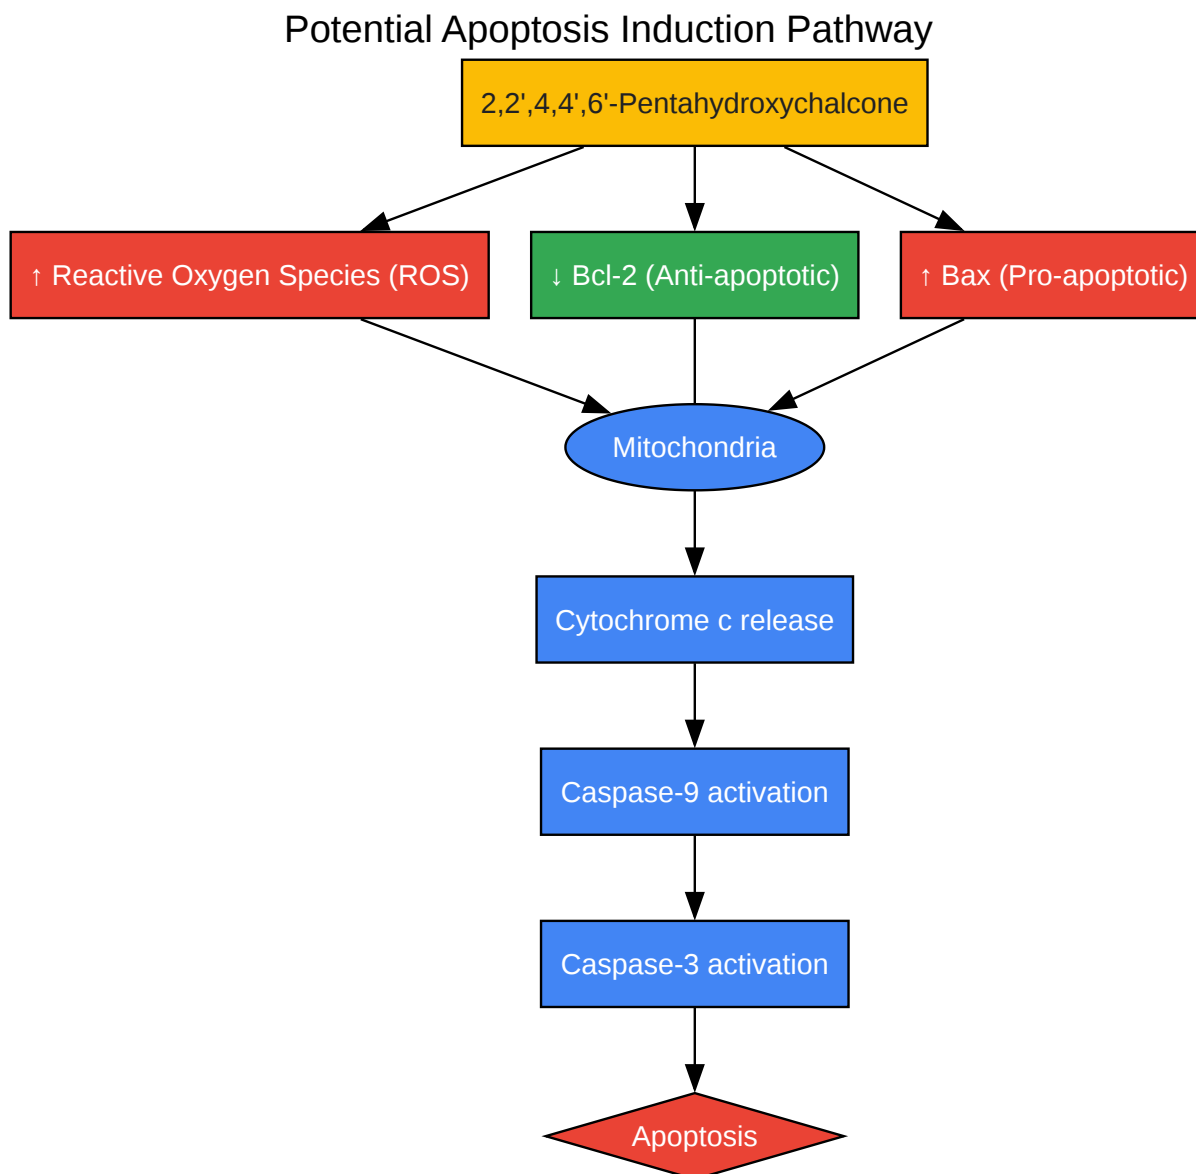 Potential Apoptosis Induction Pathway
2,2',4,4',6'-Pentahydroxychalcone
↑ Reactive Oxygen Species (ROS)
↓ Bcl-2 (Anti-apoptotic)
↑ Bax (Pro-apoptotic)
Mitochondria
Cytochrome c release
Caspase-9 activation
Caspase-3 activation
Apoptosis